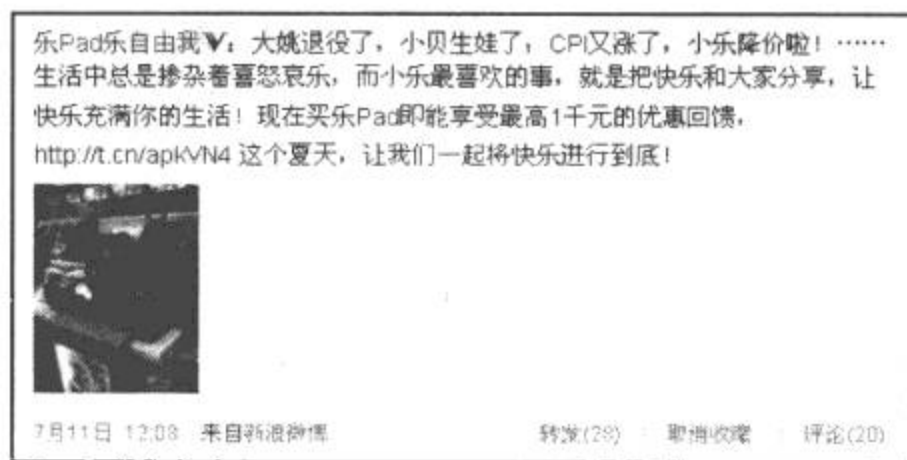 乐Pad乐自由我V：大姚退役了，小贝生娃了，CPI又涨了，小乐降价啦！……
生活中总是掺杂着喜怒哀乐，而小乐最喜欢的事，就是把快乐和大家分享，让
快乐充满你的生活！现在买乐Pad即能享受最高1千元的优惠回馈，
http://t.cn/apkVN4 这个夏天，让我们一起将快乐进行到底！
7月11日 12:08 来自新浪微博 转发(28) 取消收藏 评论(20)